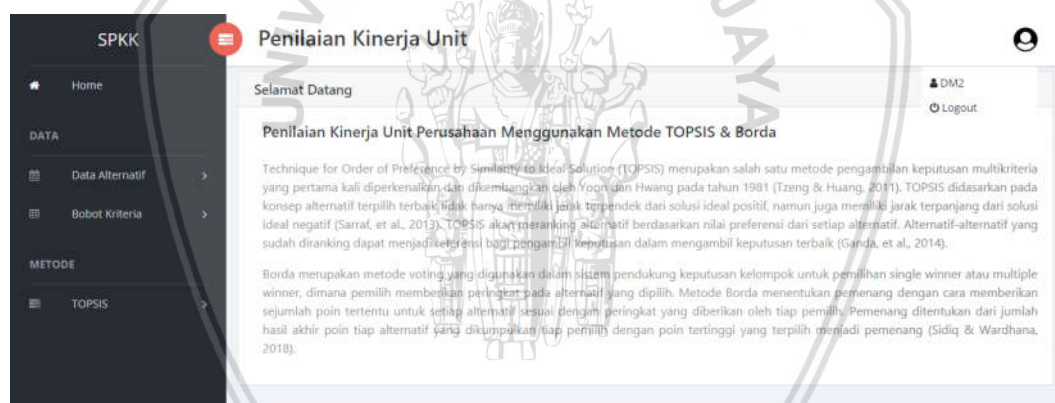 SPKK
Penilaian Kinerja Unit
Home
Selamat Datang
DM2
Logout
DATA
Penilaian Kinerja Unit Perusahaan Menggunakan Metode TOPSIS & Borda
Data Alternatif
Bobot Kriteria
METODE
TOPSIS
Technique for Order of Preference by Similarity to Ideal Solution (TOPSIS) merupakan salah satu metode pengambilan keputusan multikriteria
yang pertama kali diperkenalkan dan dikembangkan oleh Yoon dan Hwang pada tahun 1981 (Tzeng & Huang, 2011). TOPSIS didasarkan pada
konsep alternatif terpilih terbaik tidak hanya memiliki jarak terpendek dari solusi ideal positif, namun juga memiliki jarak terpanjang dari solusi
ideal negatif (Sarraf, et al., 2013). TOPSIS akan meranking alternatif berdasarkan nilai preferensi dari setiap alternatif. Alternatif-alternatif yang
sudah diranking dapat menjadi referensi bagi pengambil keputusan dalam mengambil keputusan terbaik (Ganda, et al., 2014).
Borda merupakan metode voting yang digunakan dalam sistem pendukung keputusan kelompok untuk pemilihan single winner atau multiple
winner, dimana pemilih memberikan peringkat pada alternatif yang dipilih. Metode Borda menentukan pemenang dengan cara memberikan
sejumlah poin tertentu untuk setiap alternatif sesuai dengan peringkat yang diberikan oleh tiap pemilih. Pemenang ditentukan dari jumlah
hasil akhir poin tiap alternatif yang dikumpulkan tiap pemilih dengan poin tertinggi yang terpilih menjadi pemenang (Sidiq & Wardhana,
2018).
UNIV
JAYA